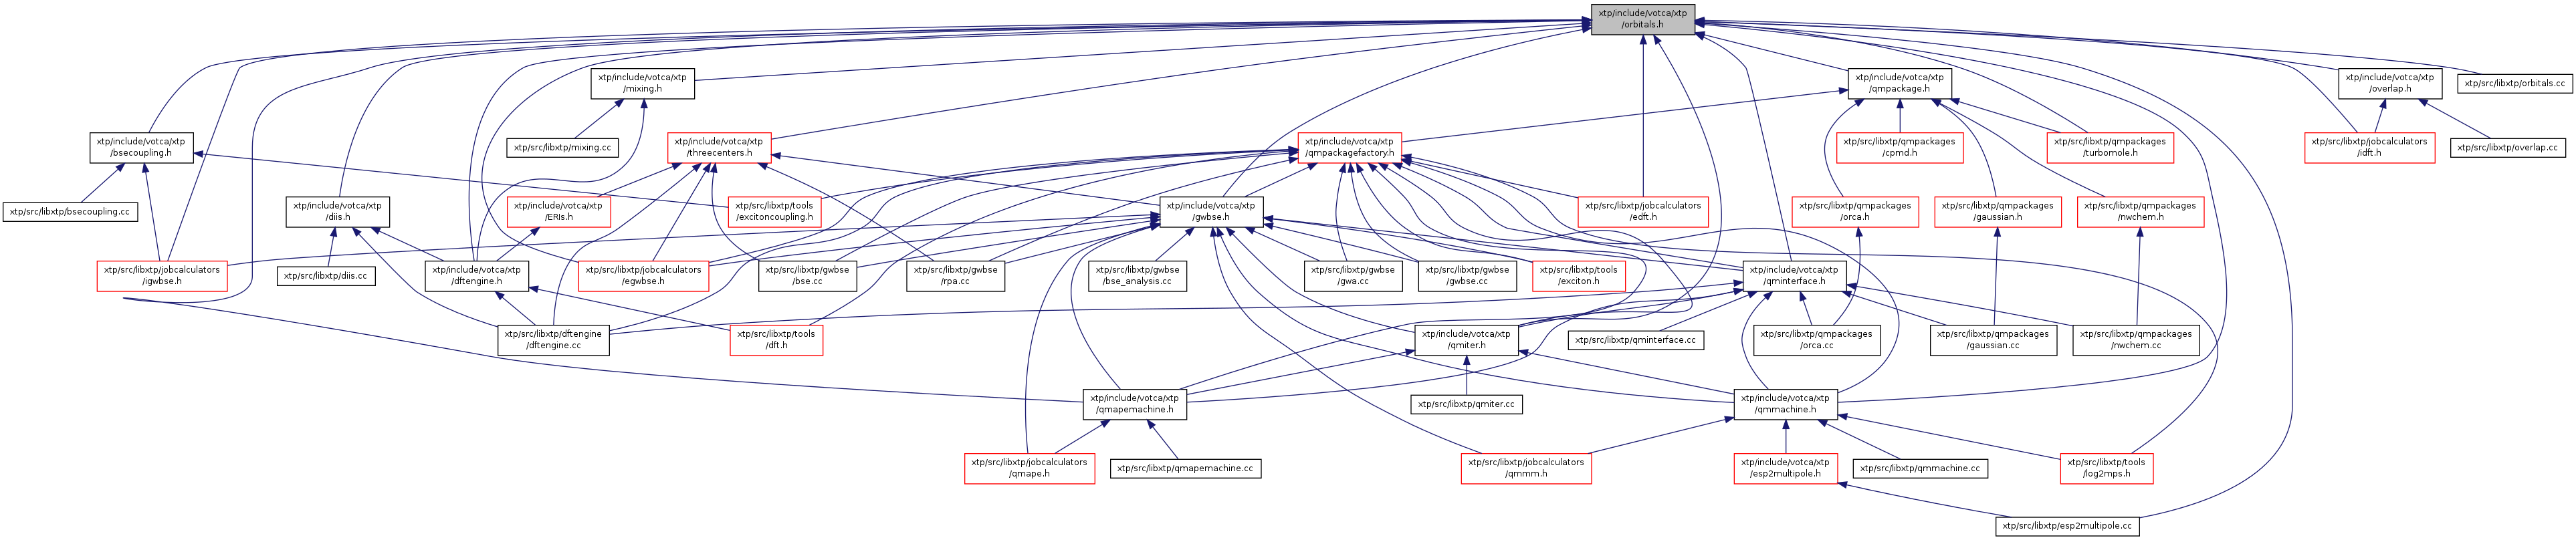 xtp/include/votca/xtp
/orbitals.h
xtp/include/votca/xtp
/mixing.h
xtp/include/votca/xtp
/qmpackage.h
xtp/include/votca/xtp
/overlap.h
xtp/src/libxtp/orbitals.cc
xtp/include/votca/xtp
/bsecoupling.h
xtp/src/libxtp/mixing.cc
xtp/include/votca/xtp
/threecenters.h
xtp/include/votca/xtp
/qmpackagefactory.h
xtp/src/libxtp/qmpackages
/cpmd.h
xtp/src/libxtp/qmpackages
/turbomole.h
xtp/src/libxtp/jobcalculators
/idft.h
xtp/src/libxtp/overlap.cc
xtp/src/libxtp/bsecoupling.cc
xtp/include/votca/xtp
/diis.h
xtp/include/votca/xtp
/ERIs.h
xtp/src/libxtp/tools
/excitoncoupling.h
xtp/include/votca/xtp
/gwbse.h
xtp/src/libxtp/jobcalculators
/edft.h
xtp/src/libxtp/qmpackages
/orca.h
xtp/src/libxtp/qmpackages
/gaussian.h
xtp/src/libxtp/qmpackages
/nwchem.h
xtp/src/libxtp/jobcalculators
/igwbse.h
xtp/src/libxtp/diis.cc
xtp/include/votca/xtp
/dftengine.h
xtp/src/libxtp/jobcalculators
/egwbse.h
xtp/src/libxtp/gwbse
/bse.cc
xtp/src/libxtp/gwbse
/rpa.cc
xtp/src/libxtp/gwbse
/bse_analysis.cc
xtp/src/libxtp/gwbse
/gwa.cc
xtp/src/libxtp/gwbse
/gwbse.cc
xtp/src/libxtp/tools
/exciton.h
xtp/include/votca/xtp
/qminterface.h
xtp/src/libxtp/dftengine
/dftengine.cc
xtp/src/libxtp/tools
/dft.h
xtp/include/votca/xtp
/qmiter.h
xtp/src/libxtp/qminterface.cc
xtp/src/libxtp/qmpackages
/orca.cc
xtp/src/libxtp/qmpackages
/gaussian.cc
xtp/src/libxtp/qmpackages
/nwchem.cc
xtp/include/votca/xtp
/qmapemachine.h
xtp/src/libxtp/qmiter.cc
xtp/include/votca/xtp
/qmmachine.h
xtp/src/libxtp/jobcalculators
/qmape.h
xtp/src/libxtp/qmapemachine.cc
xtp/src/libxtp/jobcalculators
/qmmm.h
xtp/include/votca/xtp
/esp2multipole.h
xtp/src/libxtp/qmmachine.cc
xtp/src/libxtp/tools
/log2mps.h
xtp/src/libxtp/esp2multipole.cc